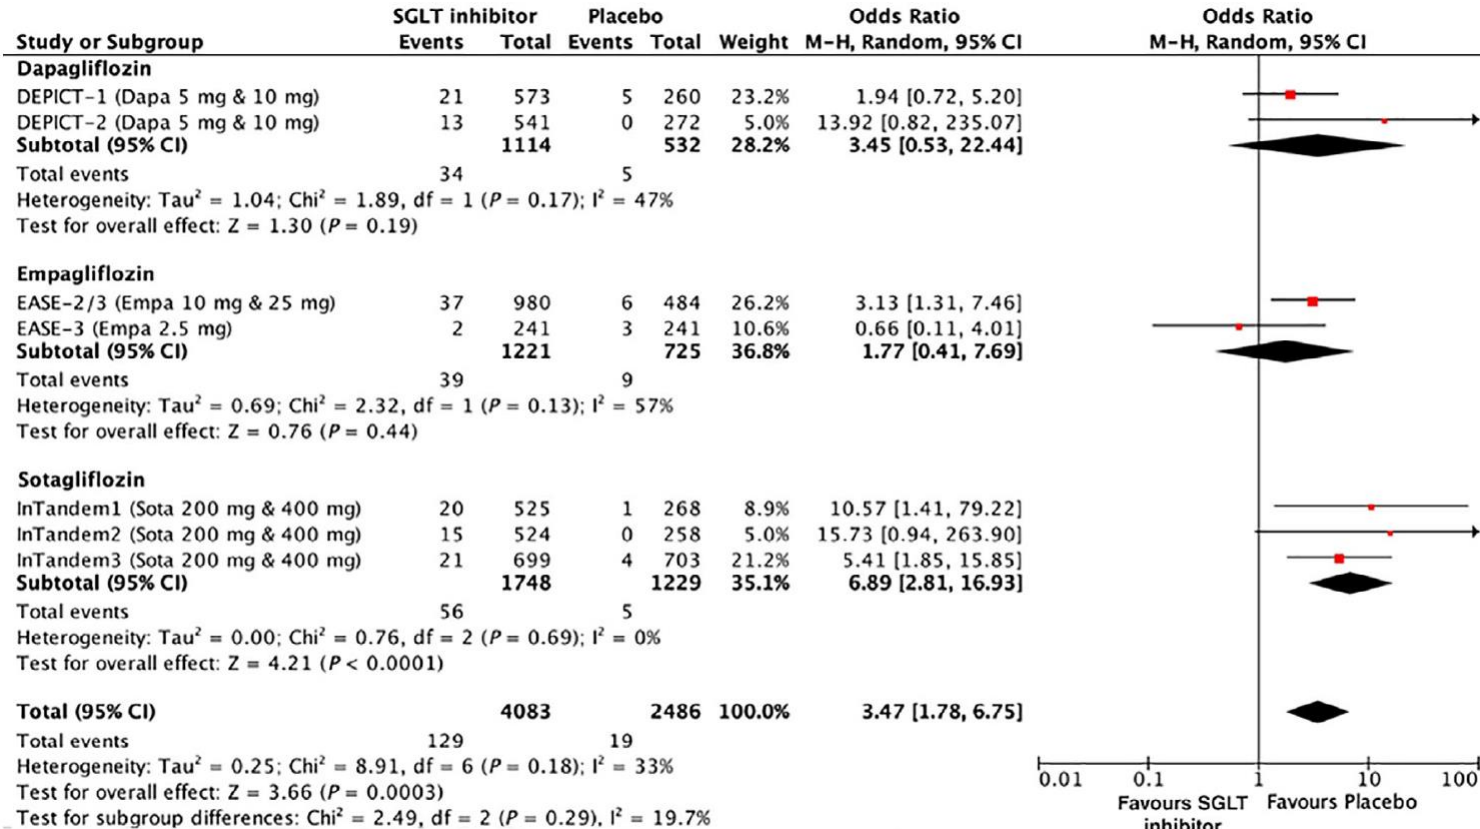 SGLT inhibitor Placebo Odds Ratio Odds Ratio
Study or Subgroup Events Total Events Total Weight M-H, Random, 95% CI M-H, Random, 95% CI
Dapagliflozin
DEPICT-1 (Dapa 5 mg & 10 mg) 21 573 5 260 23.2% 1.94 [0.72, 5.20]
DEPICT-2 (Dapa 5 mg & 10 mg) 13 541 0 272 5.0% 13.92 [0.82, 235.07]
Subtotal (95% CI) 1114 532 28.2% 3.45 [0.53, 22.44]
Total events 34 5
Heterogeneity: Tau² = 1.04; Chi² = 1.89, df = 1 (P = 0.17); I² = 47%
Test for overall effect: Z = 1.30 (P = 0.19)
Empagliflozin
EASE-2/3 (Empa 10 mg & 25 mg) 37 980 6 484 26.2% 3.13 [1.31, 7.46]
EASE-3 (Empa 2.5 mg) 2 241 3 241 10.6% 0.66 [0.11, 4.01]
Subtotal (95% CI) 1221 725 36.8% 1.77 [0.41, 7.69]
Total events 39 9
Heterogeneity: Tau² = 0.69; Chi² = 2.32, df = 1 (P = 0.13); I² = 57%
Test for overall effect: Z = 0.76 (P = 0.44)
Sotagliflozin
InTandem1 (Sota 200 mg & 400 mg) 20 525 1 268 8.9% 10.57 [1.41, 79.22]
InTandem2 (Sota 200 mg & 400 mg) 15 524 0 258 5.0% 15.73 [0.94, 263.90]
InTandem3 (Sota 200 mg & 400 mg) 21 699 4 703 21.2% 5.41 [1.85, 15.85]
Subtotal (95% CI) 1748 1229 35.1% 6.89 [2.81, 16.93]
Total events 56 5
Heterogeneity: Tau² = 0.00; Chi² = 0.76, df = 2 (P = 0.69); I² = 0%
Test for overall effect: Z = 4.21 (P < 0.0001)
Total (95% CI) 4083 2486 100.0% 3.47 [1.78, 6.75]
Total events 129 19
Heterogeneity: Tau² = 0.25; Chi² = 8.91, df = 6 (P = 0.18); I² = 33%
Test for overall effect: Z = 3.66 (P = 0.0003)
Test for subgroup differences: Chi² = 2.49, df = 2 (P = 0.29), I² = 19.7%
0.01 0.1 1 10 100
Favours SGLT Favours Placebo
inhibitor